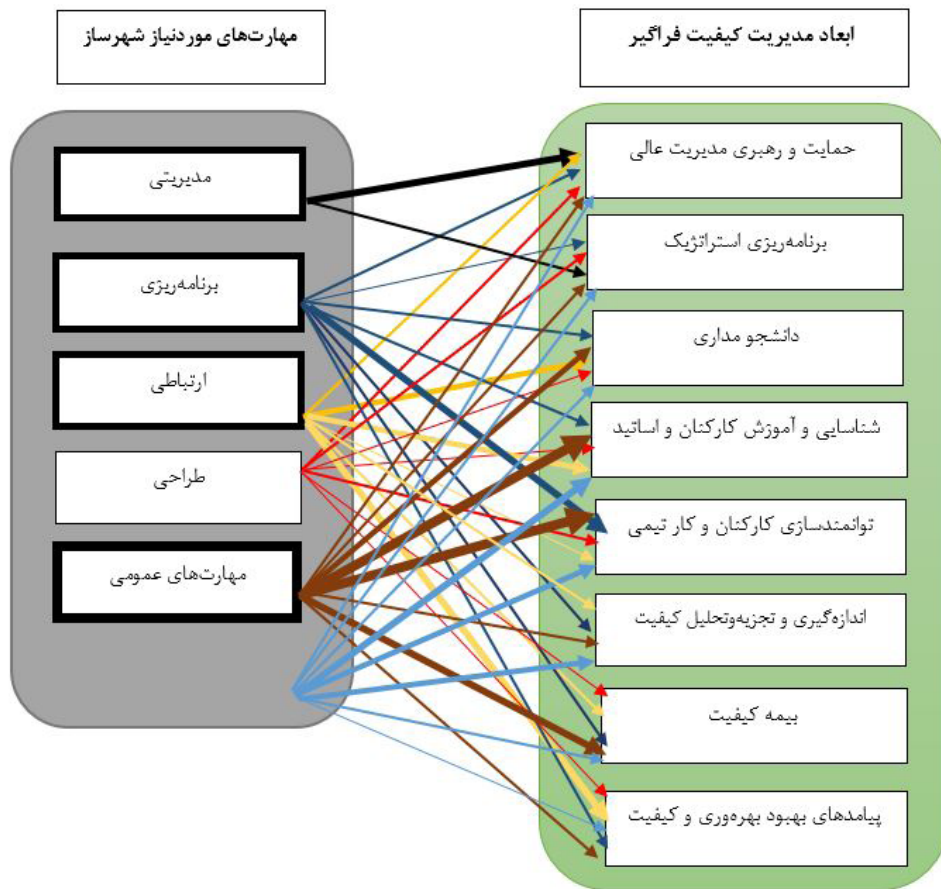 ابعاد مدیریت کیفیت فراگیر
مهارت‌های موردنیاز شهرساز
حمایت و رهبری مدیریت عالی
برنامه‌ریزی استراتژیک
دانشجو مداری
شناسایی و آموزش کارکنان و اساتید
توانمندسازی کارکنان و کار تیمی
اندازه‌گیری و تجزیه‌وتحلیل کیفیت
بیمه کیفیت
پیامدهای بهبود بهره‌وری و کیفیت
مدیریتی
برنامه‌ریزی
ارتباطی
طراحی
مهارت‌های عمومی